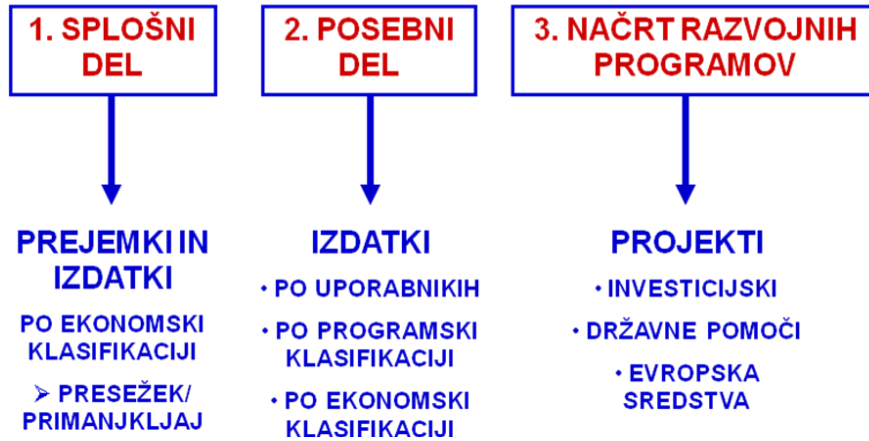 1. SPLOŠNI
DEL
PREJEMKI IN
IZDATKI
PO EKONOMSKI
KLASIFIKACIJI
➢ PRESEŽEK/
PRIMANJKLJAJ
2. POSEBNI
DEL
IZDATKI
• PO UPORABNIKIH
• PO PROGRAMSKI
KLASIFIKACIJI
• PO EKONOMSKI
KLASIFIKACIJI
3. NAČRT RAZVOJNIH
PROGRAMOV
PROJEKTI
• INVESTICIJSKI
• DRŽAVNE POMOČI
• EVROPSKA
SREDSTVA